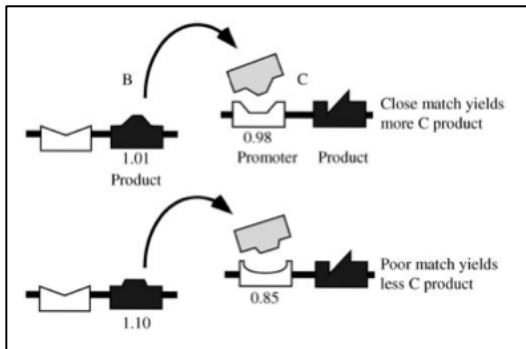 B
C
1.01
Product
0.98
Promoter
Product
Close match yields
more C product
1.10
0.85
Poor match yields
less C product